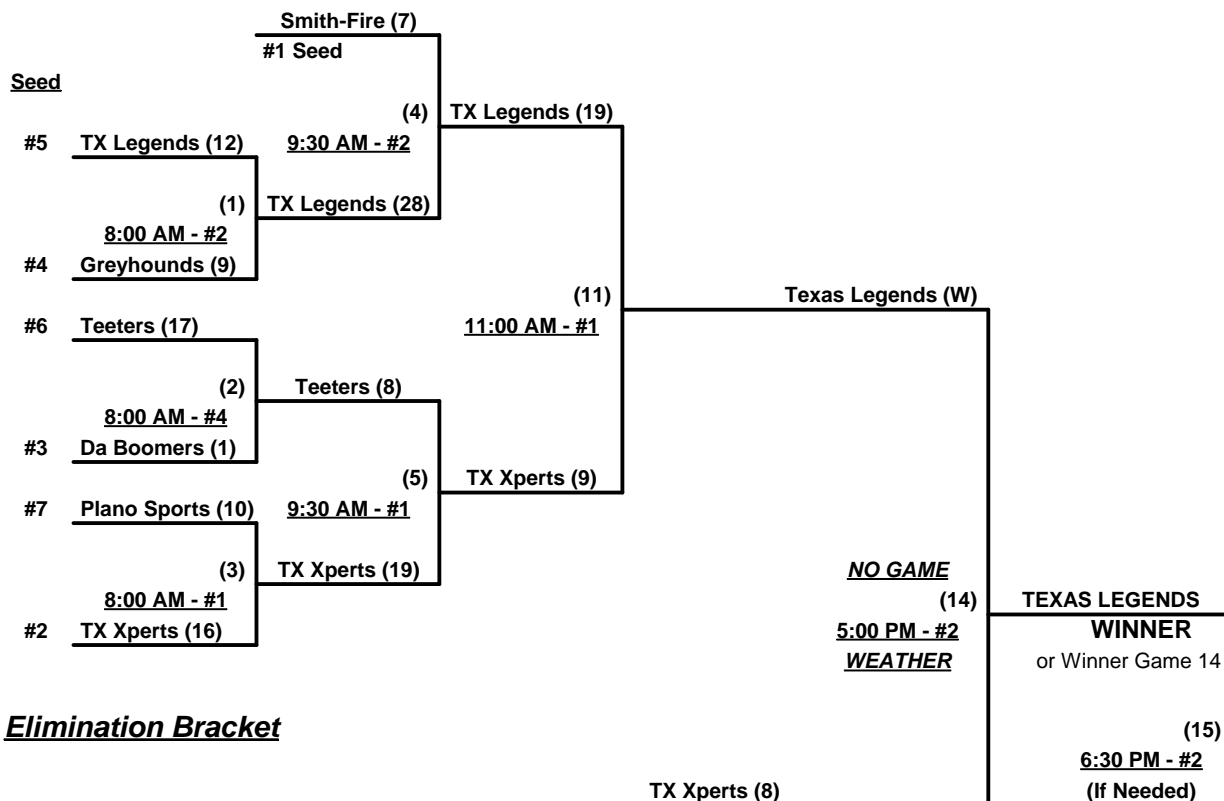 Smith-Fire (7)
#1 Seed
Seed
(4) TX Legends (19)
#5 TX Legends (12) 9:30 AM - #2
(1) TX Legends (28)
8:00 AM - #2
#4 Greyhounds (9)
(11) Texas Legends (W)
#6 Teeters (17) 11:00 AM - #1
(2) Teeters (8)
8:00 AM - #4
#3 Da Boomers (1)
(5) TX Xperts (9)
#7 Plano Sports (10) 9:30 AM - #1
(3) TX Xperts (19) NO GAME
8:00 AM - #1 (14) TEXAS LEGENDS
#2 TX Xperts (16) 5:00 PM - #2 WINNER
WEATHER or Winner Game 14
Elimination Bracket (15)
6:30 PM - #2
TX Xperts (8) (If Needed)